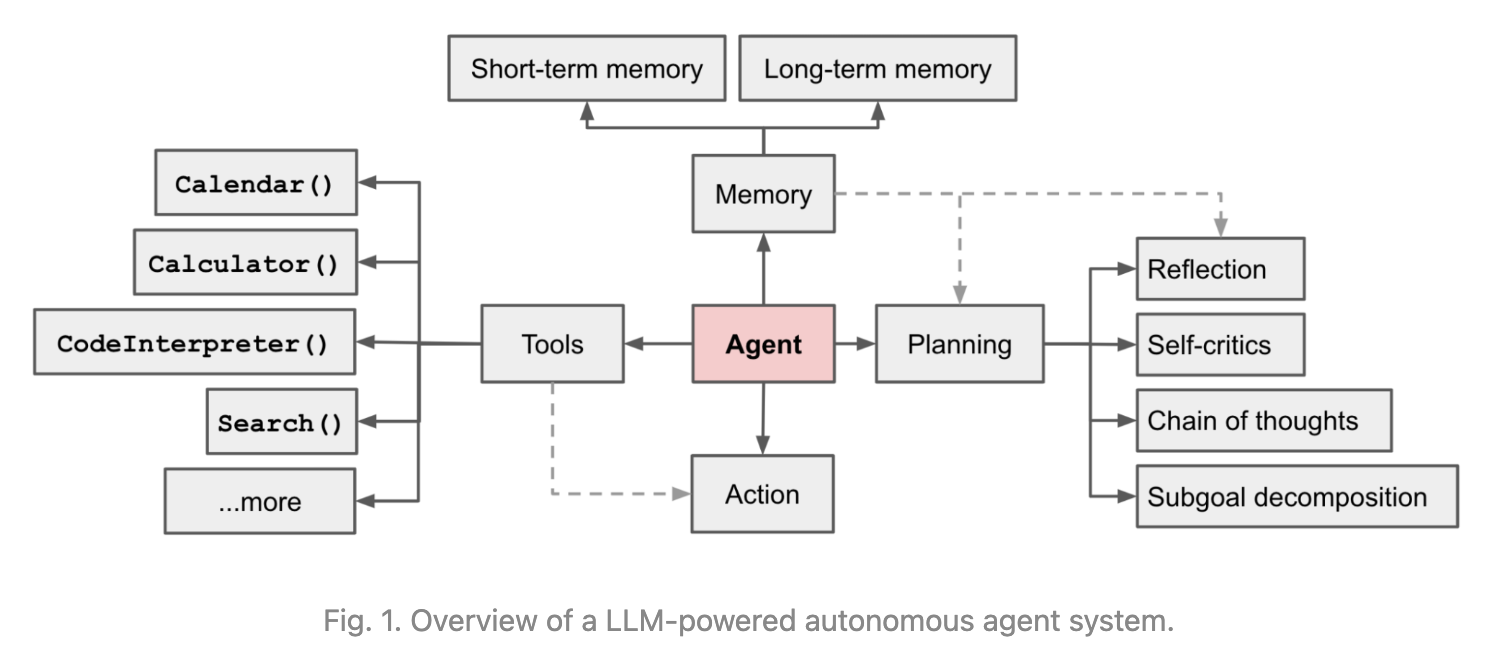 Short-term memory
Long-term memory
Calendar()
Memory
Calculator()
Reflection
CodeInterpreter()
Tools
Agent
Planning
Self-critics
Search()
Chain of thoughts
...more
Action
Subgoal decomposition
Fig. 1. Overview of a LLM-powered autonomous agent system.